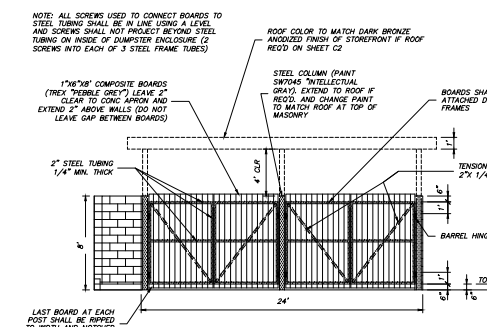 NOTE: ALL SCREWS USED TO CONNECT BOARDS TO
STEEL TUBING SHALL BE IN LINE USING A LEVEL
AND SCREWS SHALL NOT PROJECT BEYOND STEEL
TUBING ON INSIDE OF DUMPSTER ENCLOSURE (2
SCREWS INTO EACH OF 3 STEEL FRAME TUBES)
ROOF COLOR TO MATCH DARK BRONZE
ANODIZED FINISH OF STOREFRONT IF ROOF
REQ'D ON SHEET C2
1"X6"X8' COMPOSITE BOARDS
(TREX "PEBBLE GREY") LEAVE 2"
CLEAR TO CONC APRON AND
EXTEND 2" ABOVE WALLS (DO NOT
LEAVE GAP BETWEEN BOARDS)
STEEL COLUMN (PAINT
SW7045 "INTELLECTUAL
GRAY). EXTEND TO ROOF IF
REQ'D. AND CHANGE PAINT
TO MATCH ROOF AT TOP OF
MASONRY
BOARDS SHA
ATTACHED D
FRAMES
1'
4' CLR
2" STEEL TUBING
1/4" MIN. THICK
TENSION
2"X 1/4
6"
1'
8'
BARREL HING
1'
6"
6"
TO
24'
LAST BOARD AT EACH
POST SHALL BE RIPPED
TO WIDTH AND NOTCHED